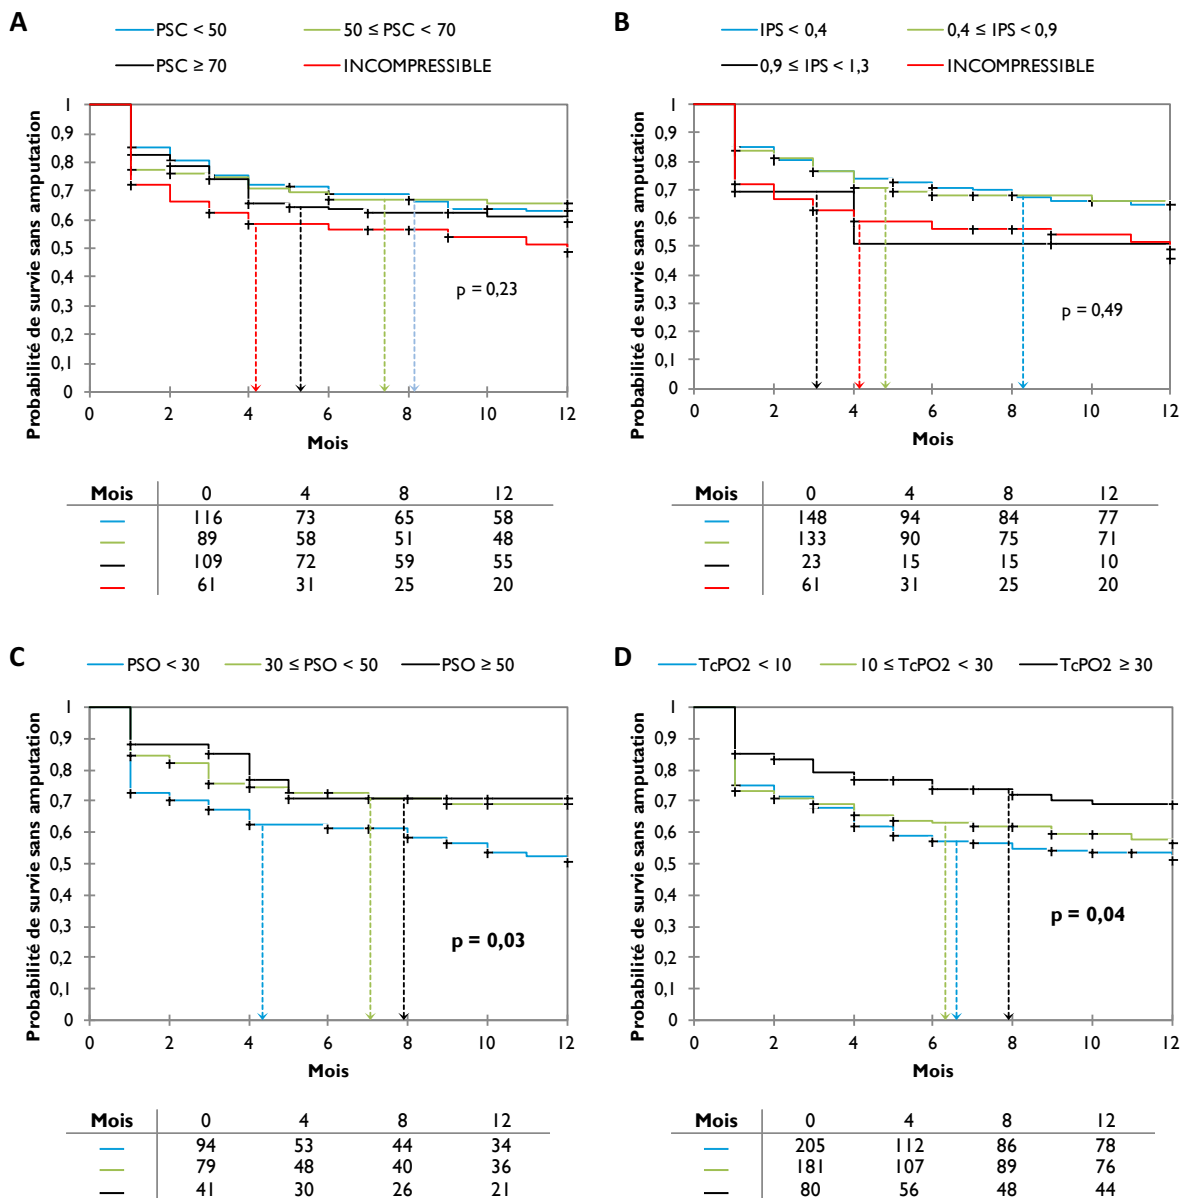 A
PSC < 50
50 ≤ PSC < 70
PSC ≥ 70
INCOMPRESSIBLE
Probabilité de survie sans amputation
1
0,9
0,8
0,7
0,6
0,5
0,4
0,3
0,2
0,1
0
p = 0,23
0 2 4 6 8 10 12
Mois
Mois 0 4 8 12
116 73 65 58
89 58 51 48
109 72 59 55
61 31 25 20
B
IPS < 0,4
0,4 ≤ IPS < 0,9
0,9 ≤ IPS < 1,3
INCOMPRESSIBLE
Probabilité de survie sans amputation
1
0,9
0,8
0,7
0,6
0,5
0,4
0,3
0,2
0,1
0
p = 0,49
0 2 4 6 8 10 12
Mois
Mois 0 4 8 12
148 94 84 77
133 90 75 71
23 15 15 10
61 31 25 20
C
PSO < 30
30 ≤ PSO < 50
PSO ≥ 50
Probabilité de survie sans amputation
1
0,9
0,8
0,7
0,6
0,5
0,4
0,3
0,2
0,1
0
p = 0,03
0 2 4 6 8 10 12
Mois
Mois 0 4 8 12
94 53 44 34
79 48 40 36
41 30 26 21
D
TcPO2 < 10
10 ≤ TcPO2 < 30
TcPO2 ≥ 30
Probabilité de survie sans amputation
1
0,9
0,8
0,7
0,6
0,5
0,4
0,3
0,2
0,1
0
p = 0,04
0 2 4 6 8 10 12
Mois
Mois 0 4 8 12
205 112 86 78
181 107 89 76
80 56 48 44